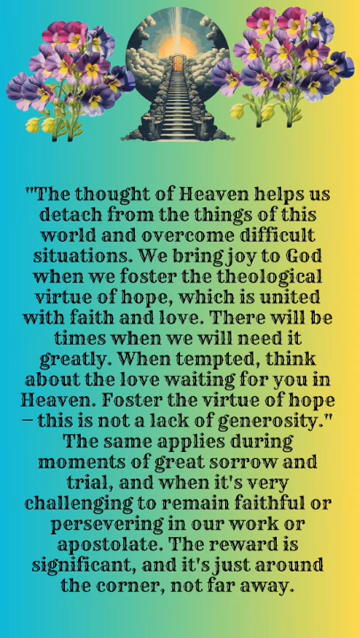 "The thought of Heaven helps us
detach from the things of this
world and overcome difficult
situations. We bring joy to God
when we foster the theological
virtue of hope, which is united
with faith and love. There will be
times when we will need it
greatly. When tempted, think
about the love waiting for you in
Heaven. Foster the virtue of hope
– this is not a lack of generosity."
The same applies during
moments of great sorrow and
trial, and when it's very
challenging to remain faithful or
persevering in our work or
apostolate. The reward is
significant, and it's just around
the corner, not far away.